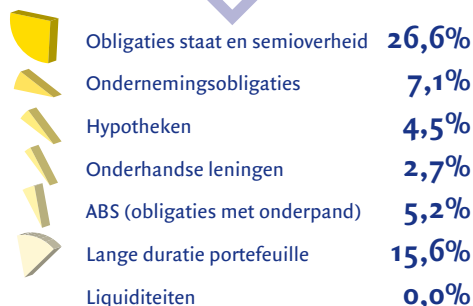 Obligaties staat en semioverheid 26,6%
Ondernemingsobligaties 7,1%
Hypotheken 4,5%
Onderhandse leningen 2,7%
ABS (obligaties met onderpand) 5,2%
Lange duratie portefeuille 15,6%
Liquiditeiten 0,0%